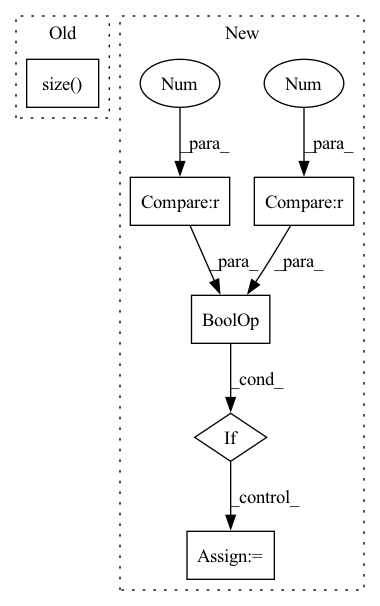 Old
New
size()
Num
Num
_para_
_para_
Compare:r
Compare:r
_para_
_para_
BoolOp
_cond_
If
_control_
Assign:=